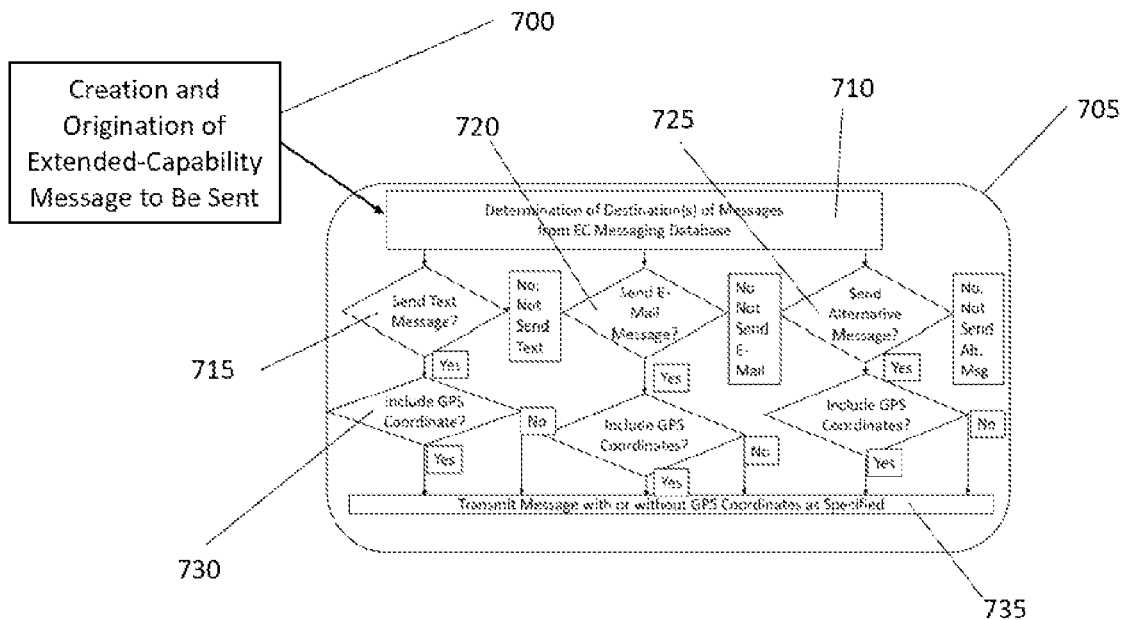 700
Creation and
Origination of
Extended-Capability
Message to Be Sent
710
705
720
725
Determination of Destination(s) of Messages
from EC Messaging Database
Send Text
Message?
No:
Not
Send
Text
Send E-
Mail
Message?
No
Not
Send
E-
Mail
Send
Alternative
Message?
No:
Not
Send
Alt.
Msg
715
Yes
Yes
Yes
Include GPS
Coordinate?
No
Include GPS
Coordinates?
No
Include GPS
Coordinates?
No
Yes
Yes
Yes
Transmit Message with or without GPS Coordinates as Specified
730
735